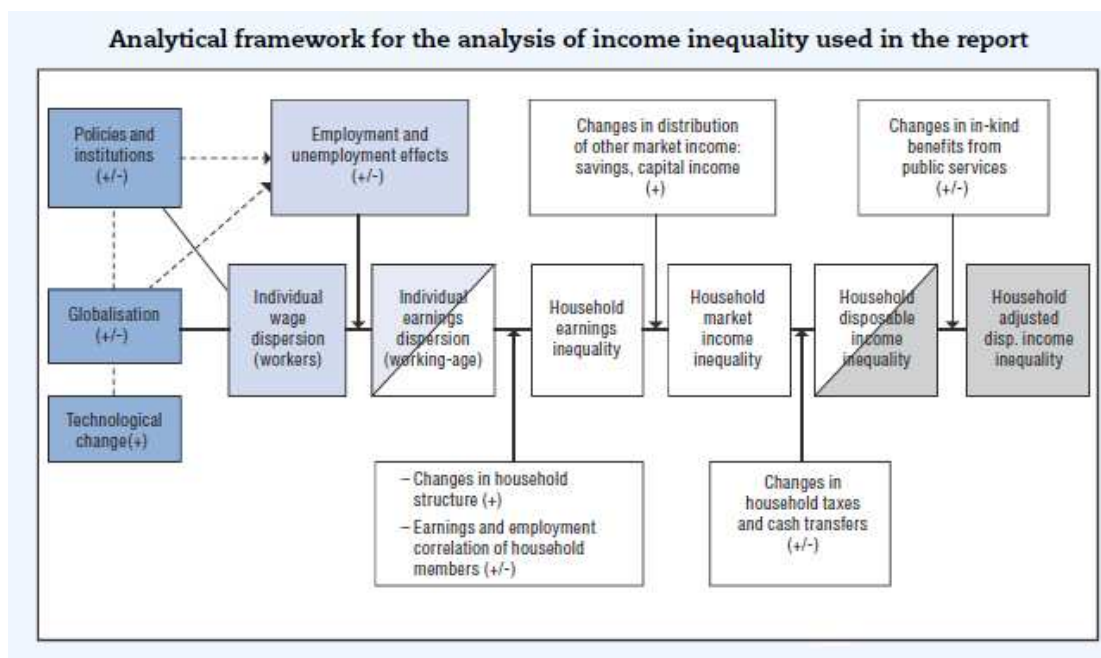 Analytical framework for the analysis of income inequality used in the report
Policies and
institutions
(+/-)
Employment and
unemployment effects
(+/-)
Changes in distribution
of other market income:
savings, capital income
(+)
Changes in in-kind
benefits from
public services
(+/-)
Globalisation
(+/-)
Individual
wage
dispersion
(workers)
Individual
earnings
dispersion
(working-age)
Household
earnings
inequality
Household
market
income
inequality
Household
disposable
income
inequality
Household
adjusted
disp. income
inequality
Technological
change(+)
– Changes in household
structure (+)
– Earnings and employment
correlation of household
members (+/-)
Changes in
household taxes
and cash transfers
(+/-)